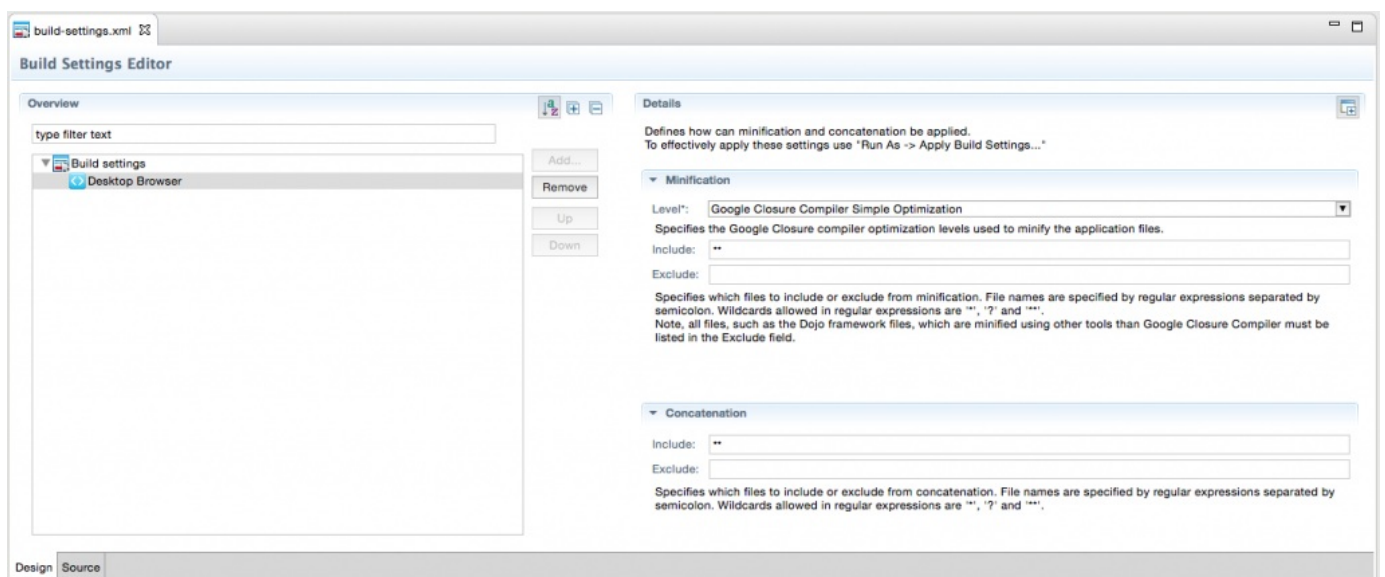 build-settings.xml
Build Settings Editor
Overview
type filter text
Build settings
Desktop Browser
Add...
Remove
Up
Down
Details
Defines how can minification and concatenation be applied.
To effectively apply these settings use "Run As -> Apply Build Settings..."
Minification
Level*: Google Closure Compiler Simple Optimization
Specifies the Google Closure compiler optimization levels used to minify the application files.
Include: **
Exclude:
Specifies which files to include or exclude from minification. File names are specified by regular expressions separated by
semicolon. Wildcards allowed in regular expressions are '*', '?' and '**'.
Note, all files, such as the Dojo framework files, which are minified using other tools than Google Closure Compiler must be
listed in the Exclude field.
Concatenation
Include: **
Exclude:
Specifies which files to include or exclude from concatenation. File names are specified by regular expressions separated by
semicolon. Wildcards allowed in regular expressions are '*', '?' and '**'.
Design Source